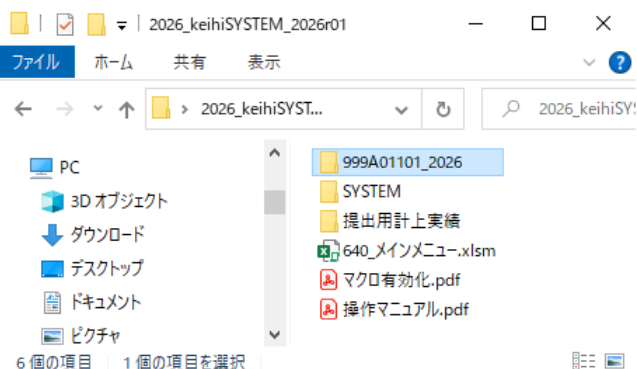 2026_keihiSYSTEM_2026r01
ファイル ホーム 共有 表示
2026_keihiSYST... 2026_keihiSYS
PC
3D オブジェクト
ダウンロード
デスクトップ
ドキュメント
ピクチャ
999A01101_2026
SYSTEM
提出用計上実績
640_メインメニュー.xlsm
マクロ有効化.pdf
操作マニュアル.pdf
6 個の項目 1 個の項目を選択